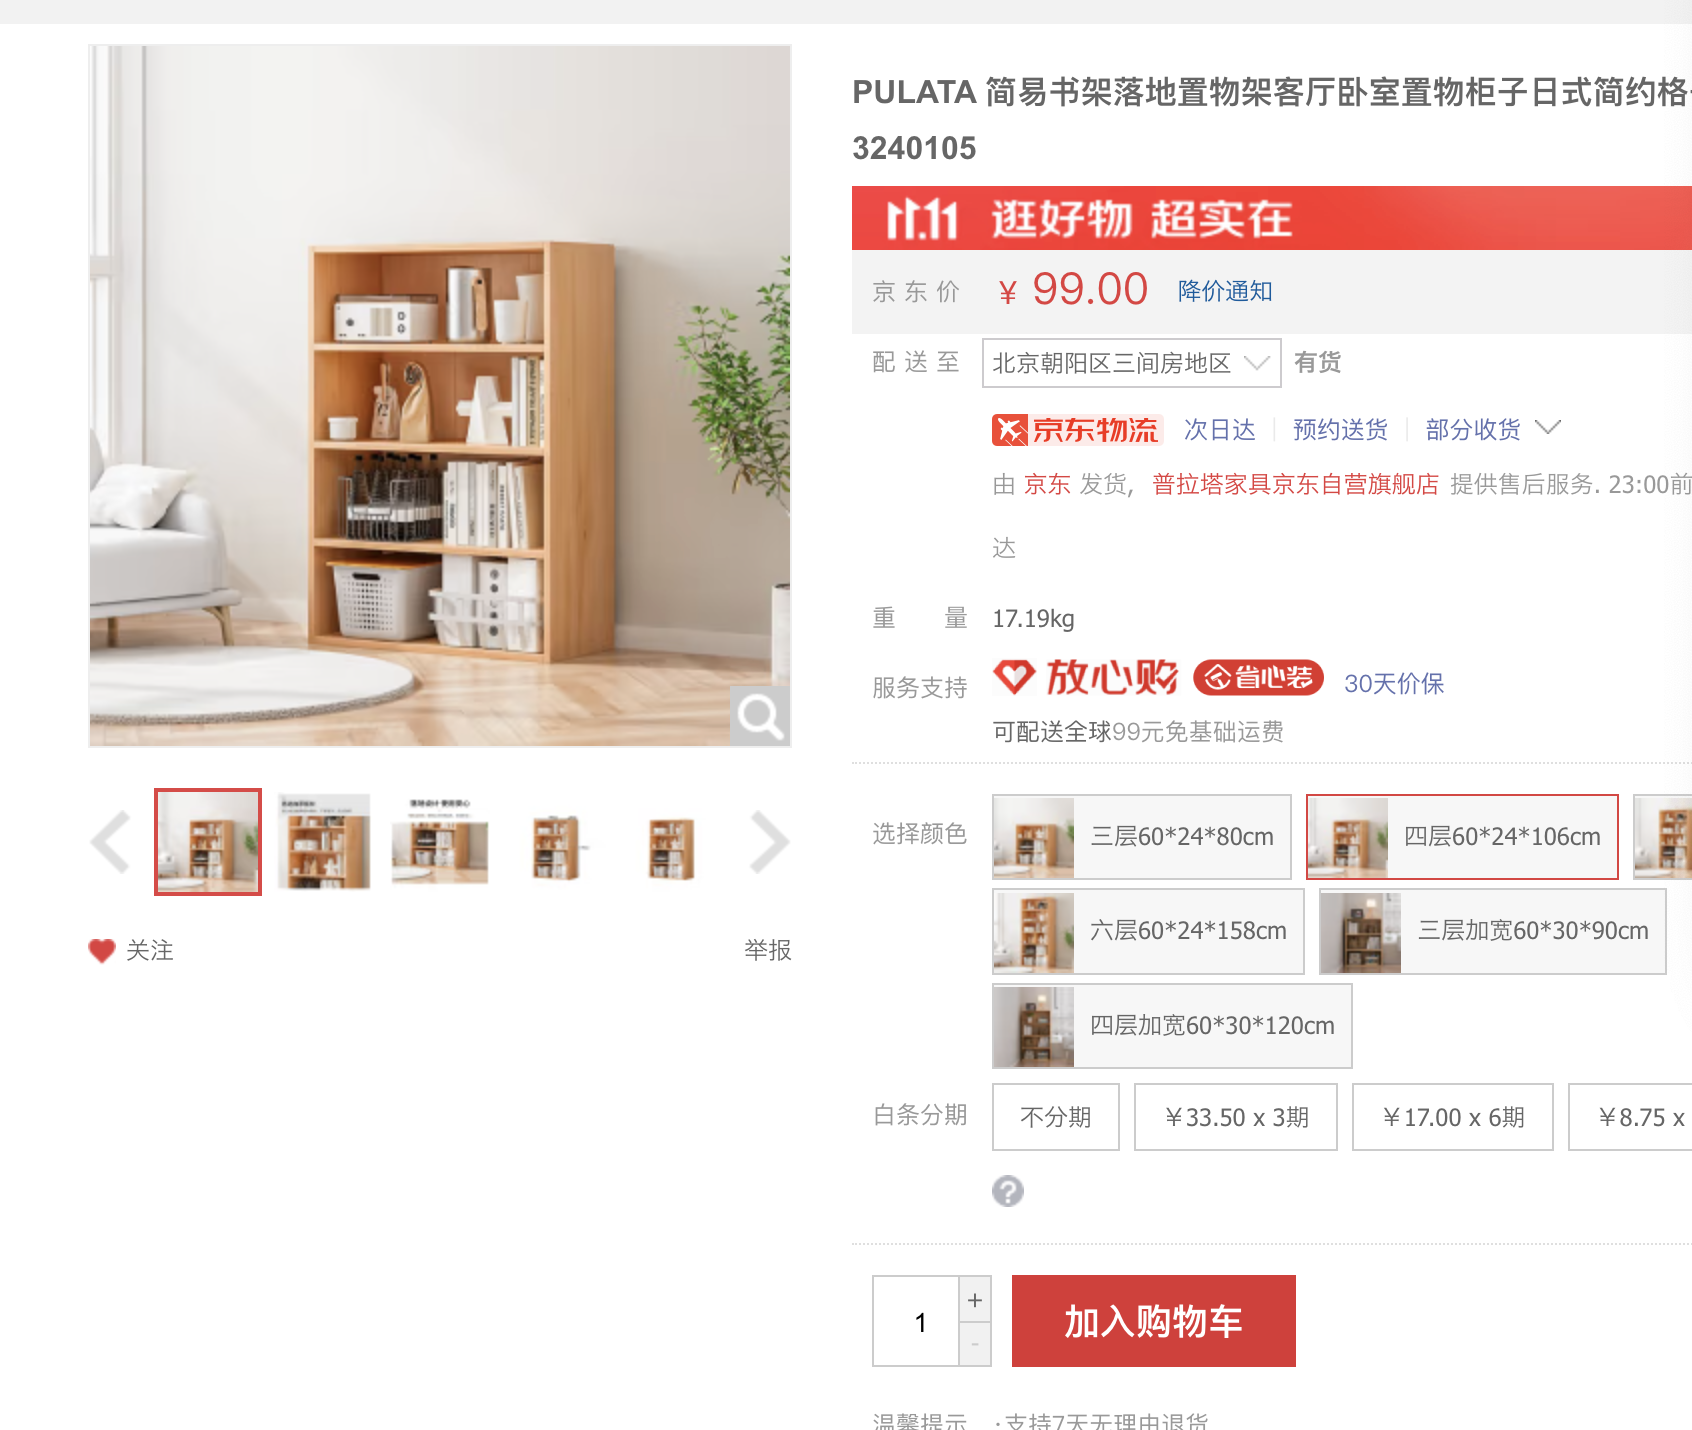 PULATA 简易书架落地置物架客厅卧室置物柜子日式简约格
3240105
11.11 逛好物 超实在
京东价 ¥ 99.00 降价通知
配送至 北京朝阳区三间房地区 有货
京东物流 次日达 预约送货 部分收货
由 京东 发货, 普拉塔家具京东自营旗舰店 提供售后服务. 23:00前
达
重量 17.19kg
服务支持 放心购 省心装 30天价保
可配送全球99元免基础运费
选择颜色 三层60*24*80cm 四层60*24*106cm
六层60*24*158cm 三层加宽60*30*90cm
四层加宽60*30*120cm
关注 举报
白条分期 不分期 ￥33.50 x 3期 ￥17.00 x 6期 ￥8.75 x
?
1 + - 加入购物车
温馨提示 ·支持7天无理由退货